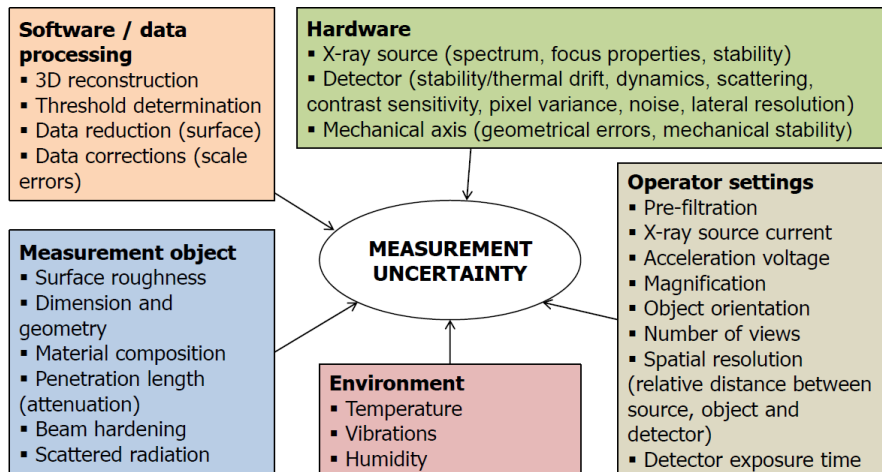 Software / data
processing
▪ 3D reconstruction
▪ Threshold determination
▪ Data reduction (surface)
▪ Data corrections (scale
errors)
Hardware
▪ X-ray source (spectrum, focus properties, stability)
▪ Detector (stability/thermal drift, dynamics, scattering,
contrast sensitivity, pixel variance, noise, lateral resolution)
▪ Mechanical axis (geometrical errors, mechanical stability)
MEASUREMENT
UNCERTAINTY
Measurement object
▪ Surface roughness
▪ Dimension and
geometry
▪ Material composition
▪ Penetration length
(attenuation)
▪ Beam hardening
▪ Scattered radiation
Environment
▪ Temperature
▪ Vibrations
▪ Humidity
Operator settings
▪ Pre-filtration
▪ X-ray source current
▪ Acceleration voltage
▪ Magnification
▪ Object orientation
▪ Number of views
▪ Spatial resolution
(relative distance between
source, object and
detector)
▪ Detector exposure time